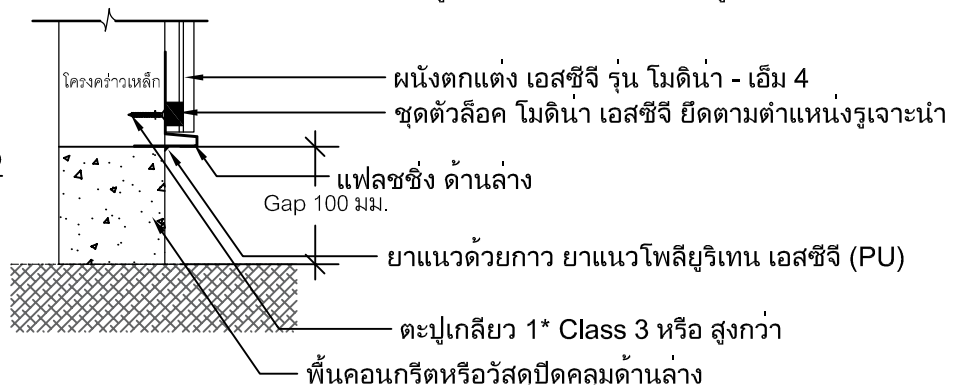 โครงคร่าวเหล็ก
ผนังตกแต่ง เอสซีจี รุ่น โมดิน่า - เอ็ม 4
ชุดตัวล็อค โมดิน่า เอสซีจี ยึดตามตำแหน่งรูเจาะนำ
แฟลชชิ่ง ด้านล่าง
Gap 100 มม.
ยาแนวด้วยกาว ยาแนวโพลียูริเทน เอสซีจี (PU)
ตะปูเกลียว 1* Class 3 หรือ สูงกว่า
พื้นคอนกรีตหรือวัสดุปิดคลุมด้านล่าง